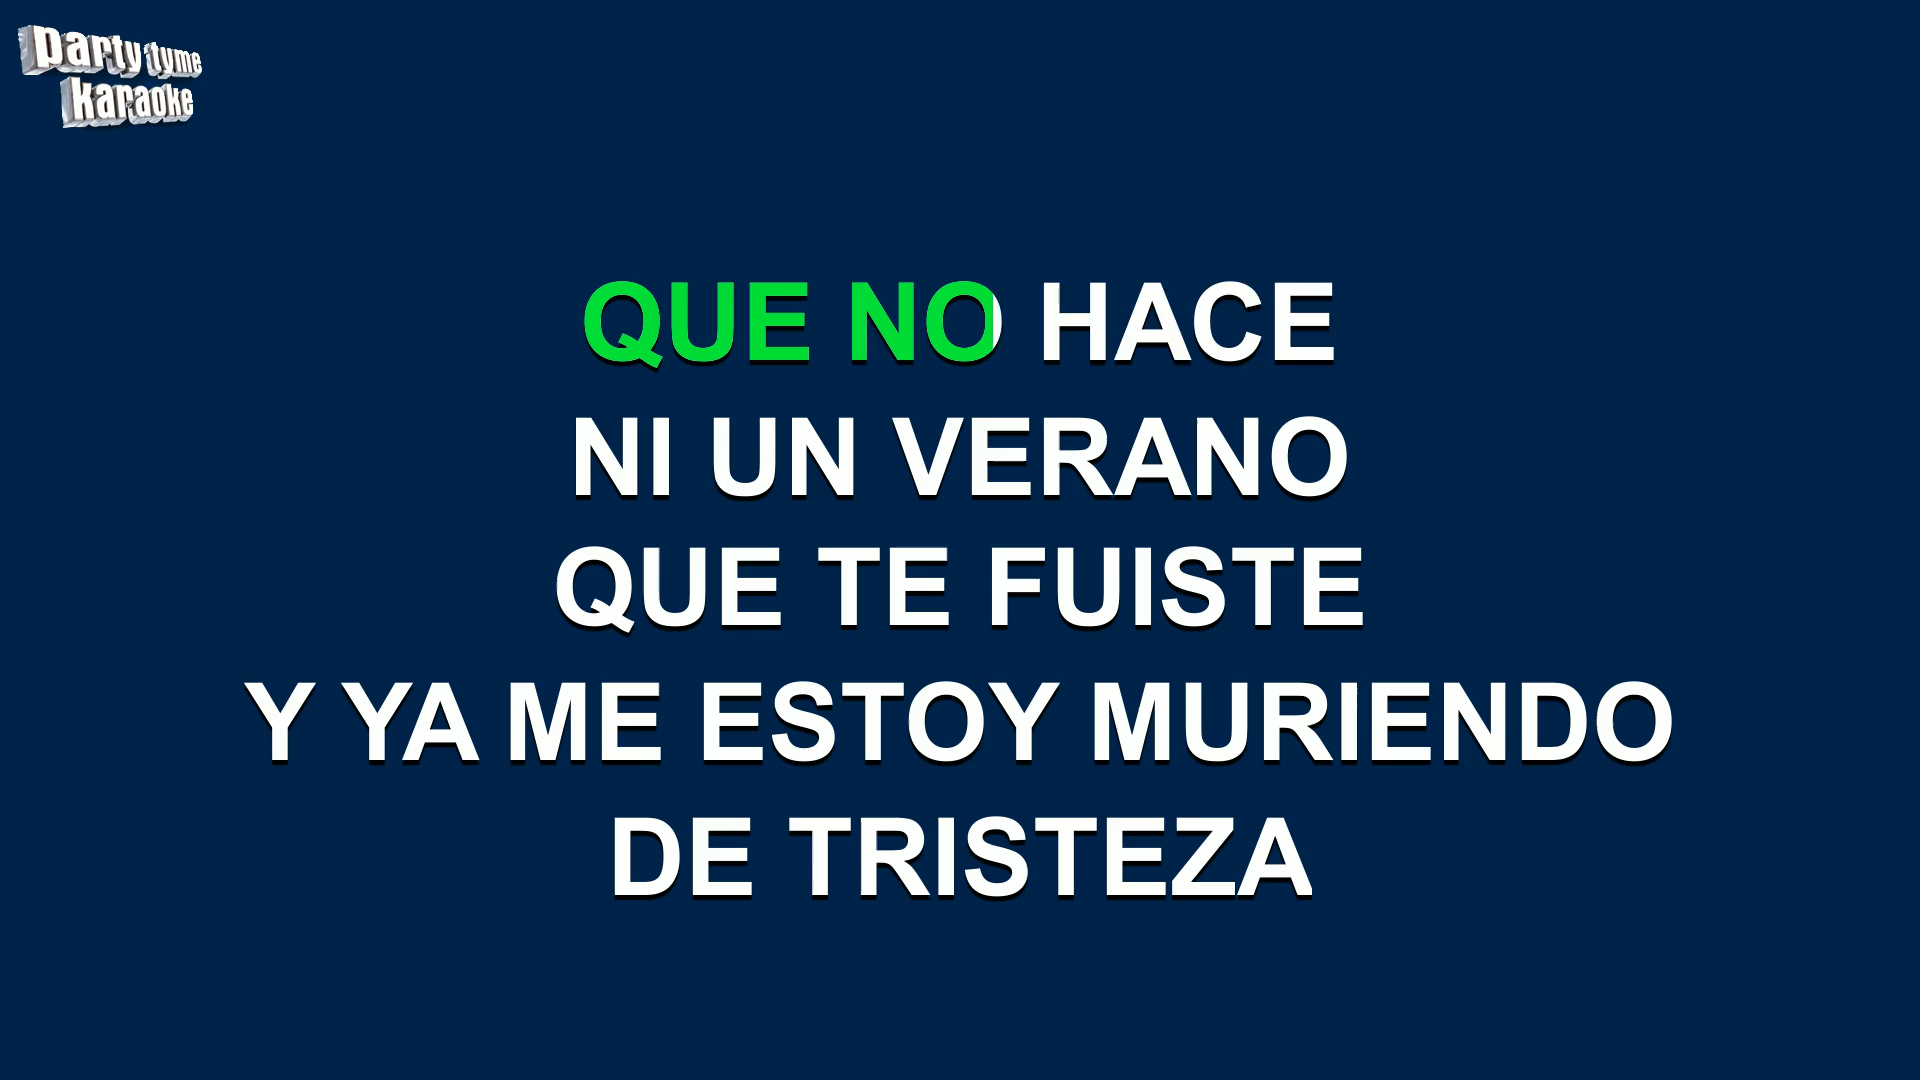 party tyme
karaoke
QUE NO HACE
NI UN VERANO
QUE TE FUISTE
Y YA ME ESTOY MURIENDO
DE TRISTEZA